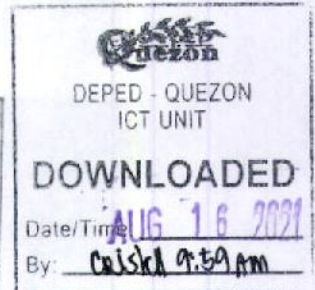 Quezon
DEPED - QUEZON
ICT UNIT
DOWNLOADED
Date/Time AUG 16 2021
By: 9:59 AM